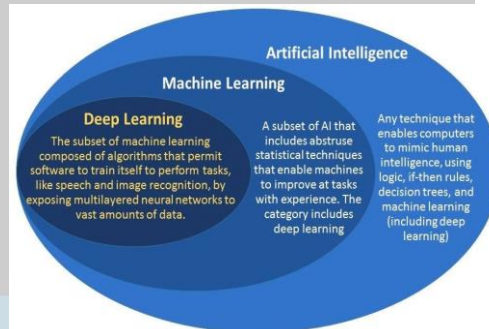 Artificial Intelligence
Machine Learning
Deep Learning
The subset of machine learning
composed of algorithms that permit
software to train itself to perform tasks,
like speech and image recognition, by
exposing multilayered neural networks to
vast amounts of data.
A subset of AI that
includes abstruse
statistical techniques
that enable machines
to improve at tasks
with experience. The
category includes
deep learning
Any technique that
enables computers
to mimic human
intelligence, using
logic, if-then rules,
decision trees, and
machine learning
(including deep
learning)